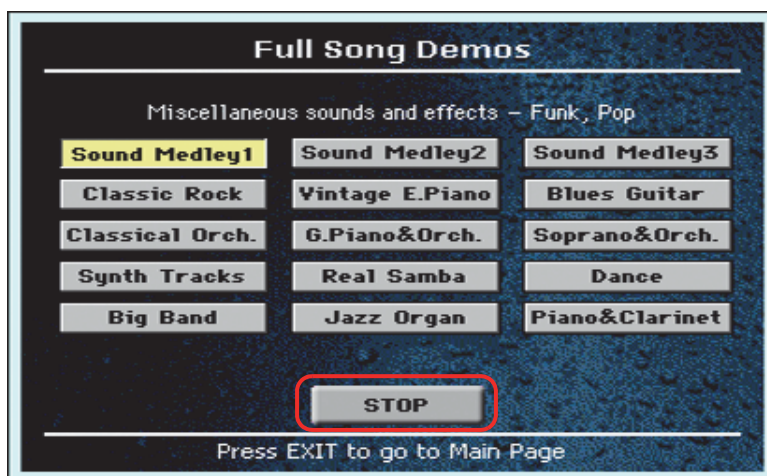 Full Song Demos
Miscellaneous sounds and effects – Funk, Pop
Sound Medley1 Sound Medley2 Sound Medley3
Classic Rock Vintage E.Piano Blues Guitar
Classical Orch. G.Piano&Orch. Soprano&Orch.
Synth Tracks Real Samba Dance
Big Band Jazz Organ Piano&Clarinet
STOP
Press EXIT to go to Main Page